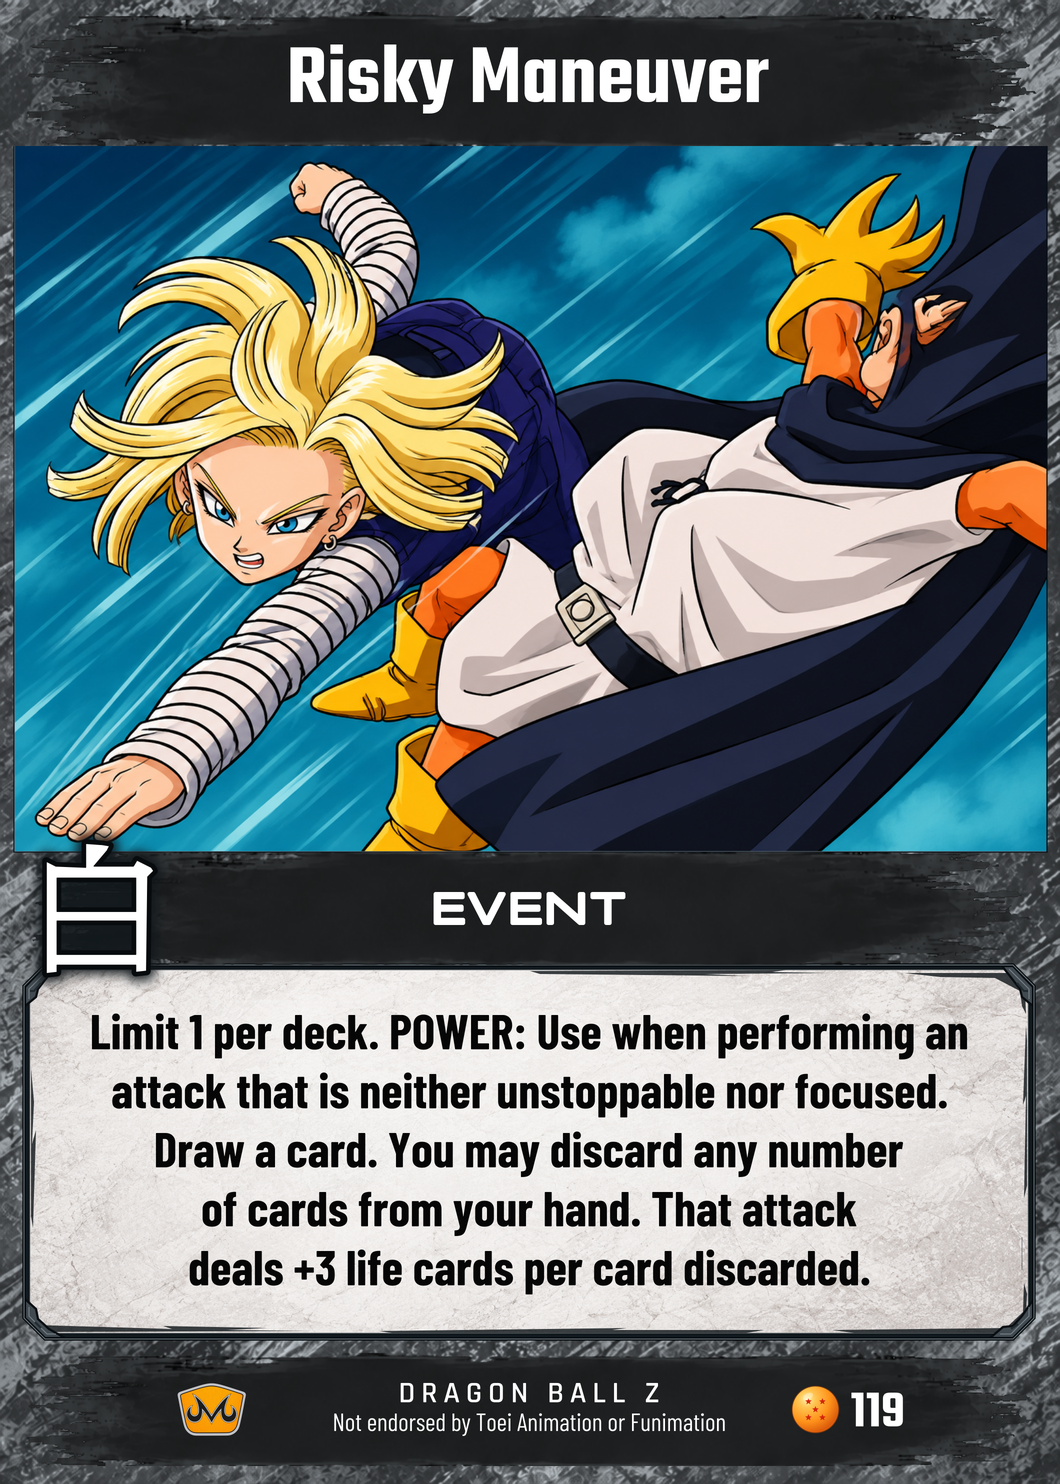 Risky Maneuver
白
EVENT
Limit 1 per deck. POWER: Use when performing an
attack that is neither unstoppable nor focused.
Draw a card. You may discard any number
of cards from your hand. That attack
deals +3 life cards per card discarded.
DRAGON BALL Z
Not endorsed by Toei Animation or Funimation
119